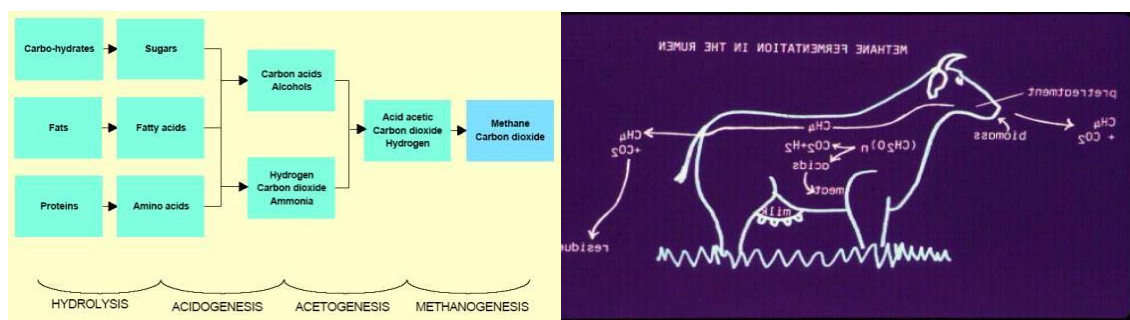 Carbo-hydrates
Sugars
Carbon acids
Alcohols
Fats
Fatty acids
Acid acetic
Carbon dioxide
Hydrogen
Methane
Carbon dioxide
Proteins
Amino acids
Hydrogen
Carbon dioxide
Ammonia
HYDROLYSIS
ACIDOGENESIS
ACETOGENESIS
METHANOGENESIS
METHANE FERMENTATION IN THE RUMEN
pretreatment
CH4
+ CO2
biomass
CH4
+CO2
CH4
(CH2O)n
CO2+H2
acids
meat
milk
residue